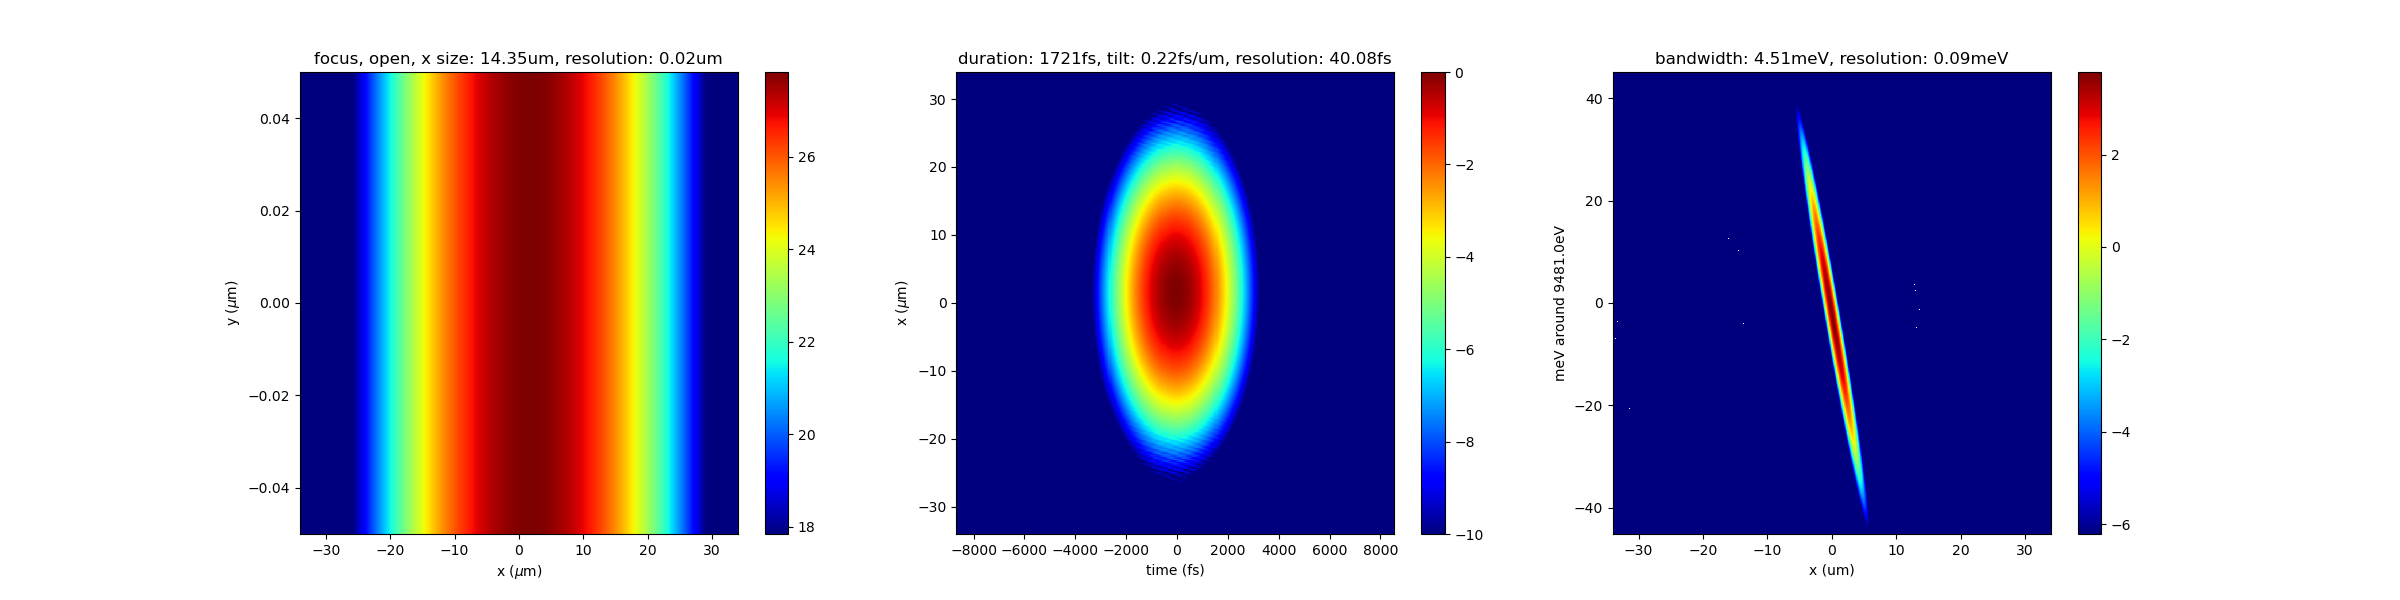 focus, open, x size: 14.35um, resolution: 0.02um
0.04
0.02
0.00
−0.02
−0.04
y (μm)
−30 −20 −10 0 10 20 30
x (μm)
26
24
22
20
18
duration: 1721fs, tilt: 0.22fs/um, resolution: 40.08fs
30
20
10
0
−10
−20
−30
x (μm)
−8000 −6000 −4000 −2000 0 2000 4000 6000 8000
time (fs)
0
−2
−4
−6
−8
−10
bandwidth: 4.51meV, resolution: 0.09meV
40
20
0
−20
−40
meV around 9481.0eV
−30 −20 −10 0 10 20 30
x (um)
2
0
−2
−4
−6